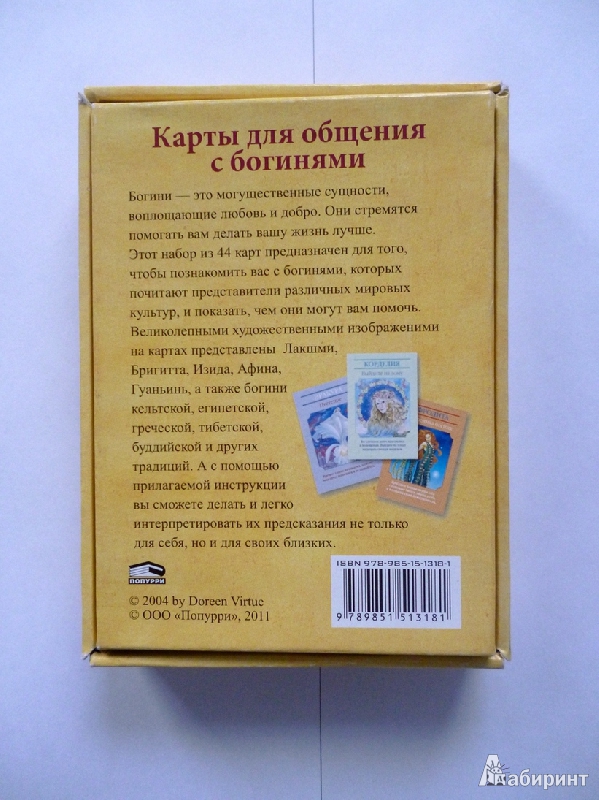 Карты для общения
с богинями
Богини — это могущественные сущности,
воплощающие любовь и добро. Они стремятся
помогать вам делать вашу жизнь лучше.
Этот набор из 44 карт предназначен для того,
чтобы познакомить вас с богинями, которых
почитают представители различных мировых
культур, и показать, чем они могут вам помочь.
Великолепными художественными изображениями
на картах представлены Лакшми,
Бригитта, Изида, Афина,
Гуаньинь, а также богини
кельтской, египетской,
греческой, тибетской,
буддийской и других
традиций. А с помощью
прилагаемой инструкции
вы сможете делать и легко
интерпретировать их предсказания не только
для себя, но и для своих близких.
КОРДЕЛИЯ
ПОПУРРИ
© 2004 by Doreen Virtue
© ООО «Попурри», 2011
ISBN 978-985-15-1318-1
9 789851 513181
Лабиринт